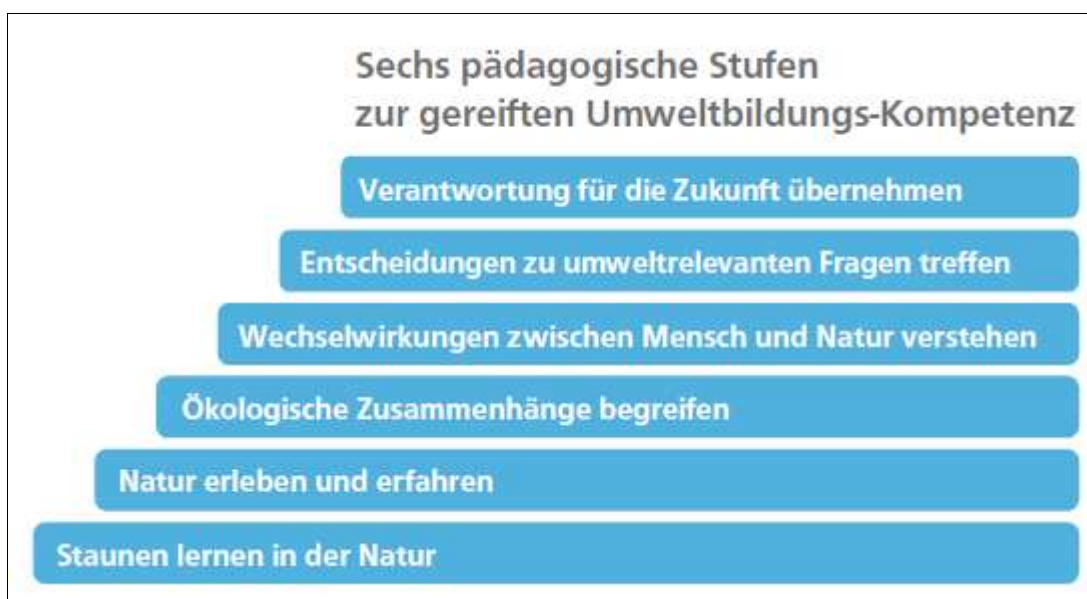 Sechs pädagogische Stufen
zur gereiften Umweltbildungs-Kompetenz
Verantwortung für die Zukunft übernehmen
Entscheidungen zu umweltrelevanten Fragen treffen
Wechselwirkungen zwischen Mensch und Natur verstehen
Ökologische Zusammenhänge begreifen
Natur erleben und erfahren
Staunen lernen in der Natur